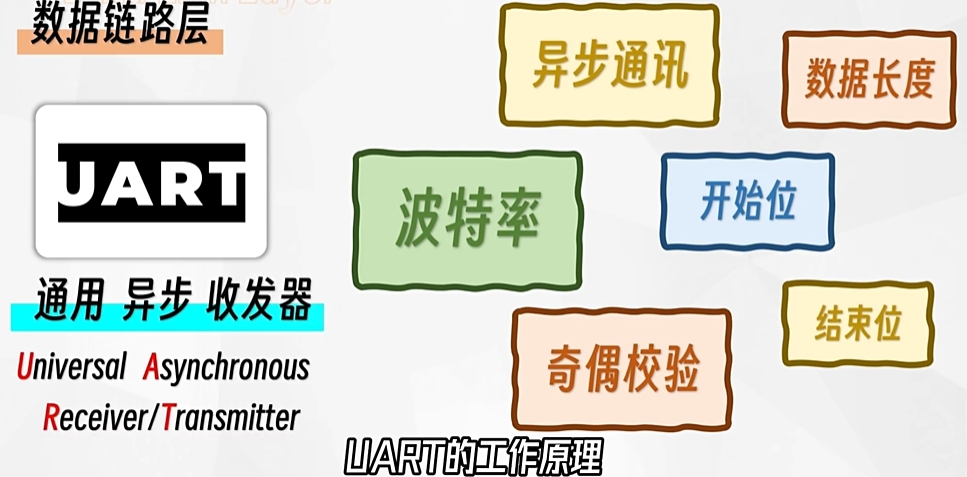 数据链路层
UART
通用 异步 收发器
Universal Asynchronous
Receiver/Transmitter
异步通讯
数据长度
波特率
开始位
结束位
奇偶校验
UART的工作原理